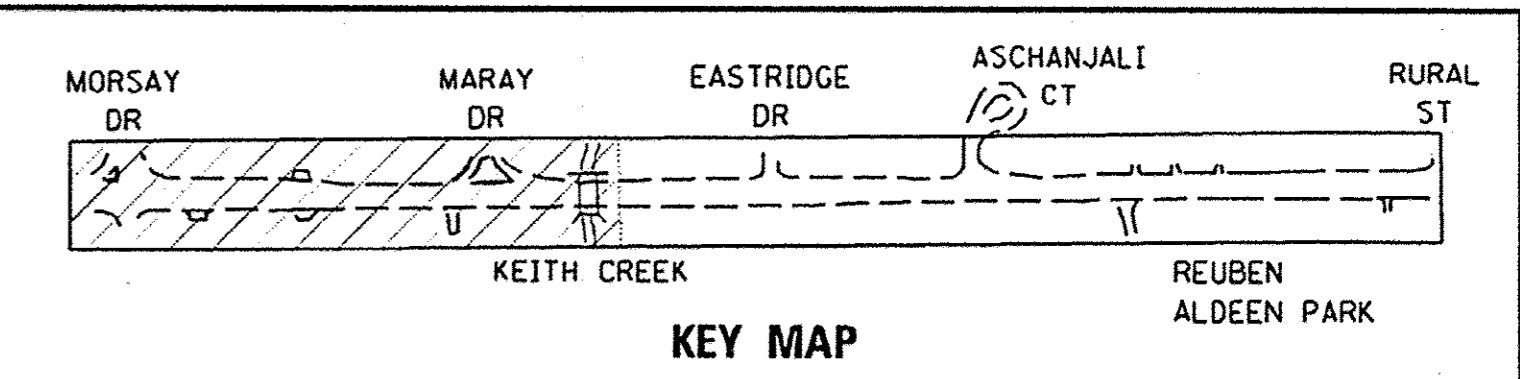 MORSAY
DR
MARAY
DR
EASTRIDGE
DR
ASCHANJALI
CT
RURAL
ST
KEITH CREEK
REUBEN
ALDEEN PARK
KEY MAP